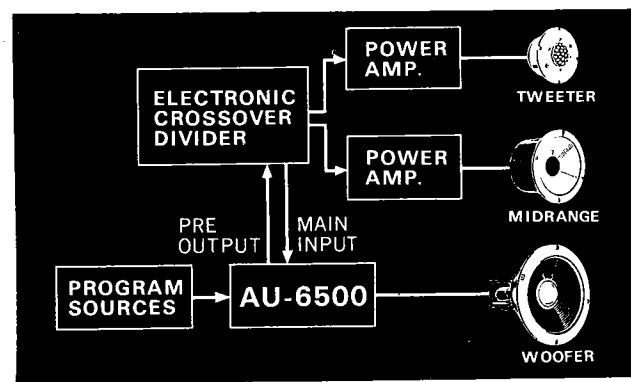 POWER
AMP.
TWEETER
ELECTRONIC
CROSSOVER
DIVIDER
POWER
AMP.
MIDRANGE
PRE
OUTPUT
MAIN
INPUT
PROGRAM
SOURCES
AU-6500
WOOFER